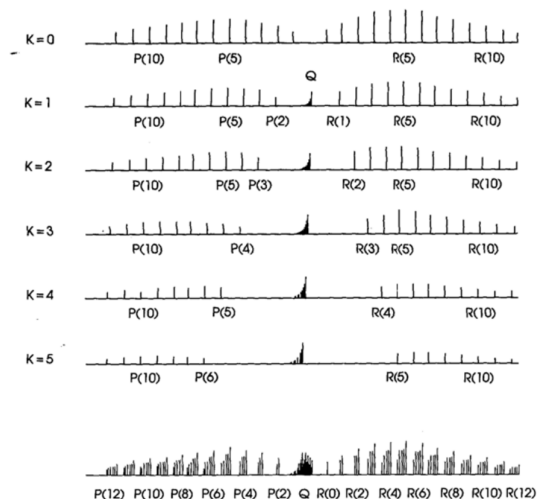 K=0
P(10) P(5) R(5) R(10)
Q
K=1
P(10) P(5) P(2) R(1) R(5) R(10)
K=2
P(10) P(5) P(3) R(2) R(5) R(10)
K=3
P(10) P(4) R(3) R(5) R(10)
K=4
P(10) P(5) R(4) R(10)
K=5
P(10) P(6) R(5) R(10)
P(12) P(10) P(8) P(6) P(4) P(2) Q R(0) R(2) R(4) R(6) R(8) R(10) R(12)